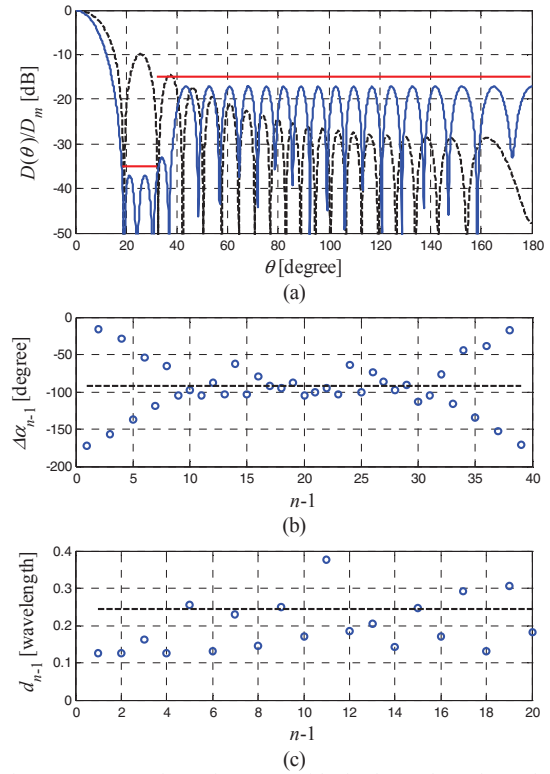 0
-10
-20
-30
-40
-50
D(θ)/Dₘ [dB]
0 20 40 60 80 100 120 140 160 180
θ [degree]
(a)
0
-50
-100
-150
-200
Δαₙ₋₁ [degree]
0 5 10 15 20 25 30 35 40
n-1
(b)
0.4
0.3
0.2
0.1
0
dₙ₋₁ [wavelength]
0 2 4 6 8 10 12 14 16 18 20
n-1
(c)